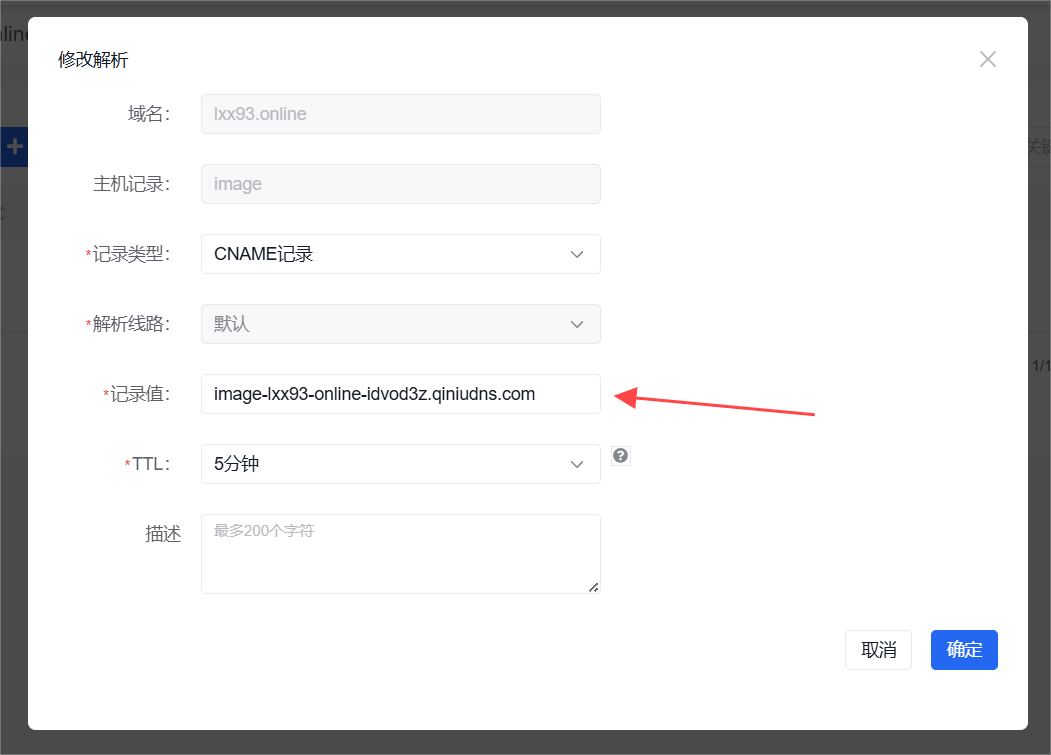 修改解析
域名： lxx93.online
主机记录： image
*记录类型： CNAME记录
*解析线路： 默认
*记录值： image-lxx93-online-idvod3z.qiniudns.com
*TTL： 5分钟
描述 最多200个字符
取消 确定
1/1